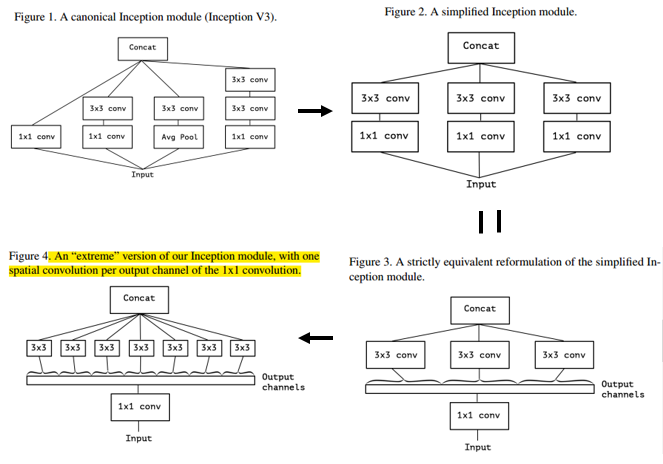 Figure 1. A canonical Inception module (Inception V3).
Concat
3x3 conv
3x3 conv
3x3 conv
3x3 conv
1x1 conv
1x1 conv
Avg Pool
1x1 conv
Input
Figure 2. A simplified Inception module.
Concat
3x3 conv
3x3 conv
3x3 conv
1x1 conv
1x1 conv
1x1 conv
Input
Figure 4. An “extreme” version of our Inception module, with one
spatial convolution per output channel of the 1x1 convolution.
Concat
3x3
3x3
3x3
3x3
3x3
3x3
3x3
Output
channels
1x1 conv
Input
Figure 3. A strictly equivalent reformulation of the simplified In-
ception module.
Concat
3x3 conv
3x3 conv
3x3 conv
Output
channels
1x1 conv
Input